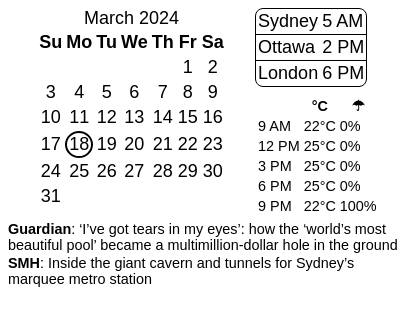 March 2024
Su Mo Tu We Th Fr Sa
1 2
3 4 5 6 7 8 9
10 11 12 13 14 15 16
17 18 19 20 21 22 23
24 25 26 27 28 29 30
31
Sydney 5 AM
Ottawa 2 PM
London 6 PM
°C ☂
9 AM 22°C 0%
12 PM 25°C 0%
3 PM 25°C 0%
6 PM 25°C 0%
9 PM 22°C 100%
Guardian: ‘I’ve got tears in my eyes’: how the ‘world’s most
beautiful pool’ became a multimillion-dollar hole in the ground
SMH: Inside the giant cavern and tunnels for Sydney’s
marquee metro station